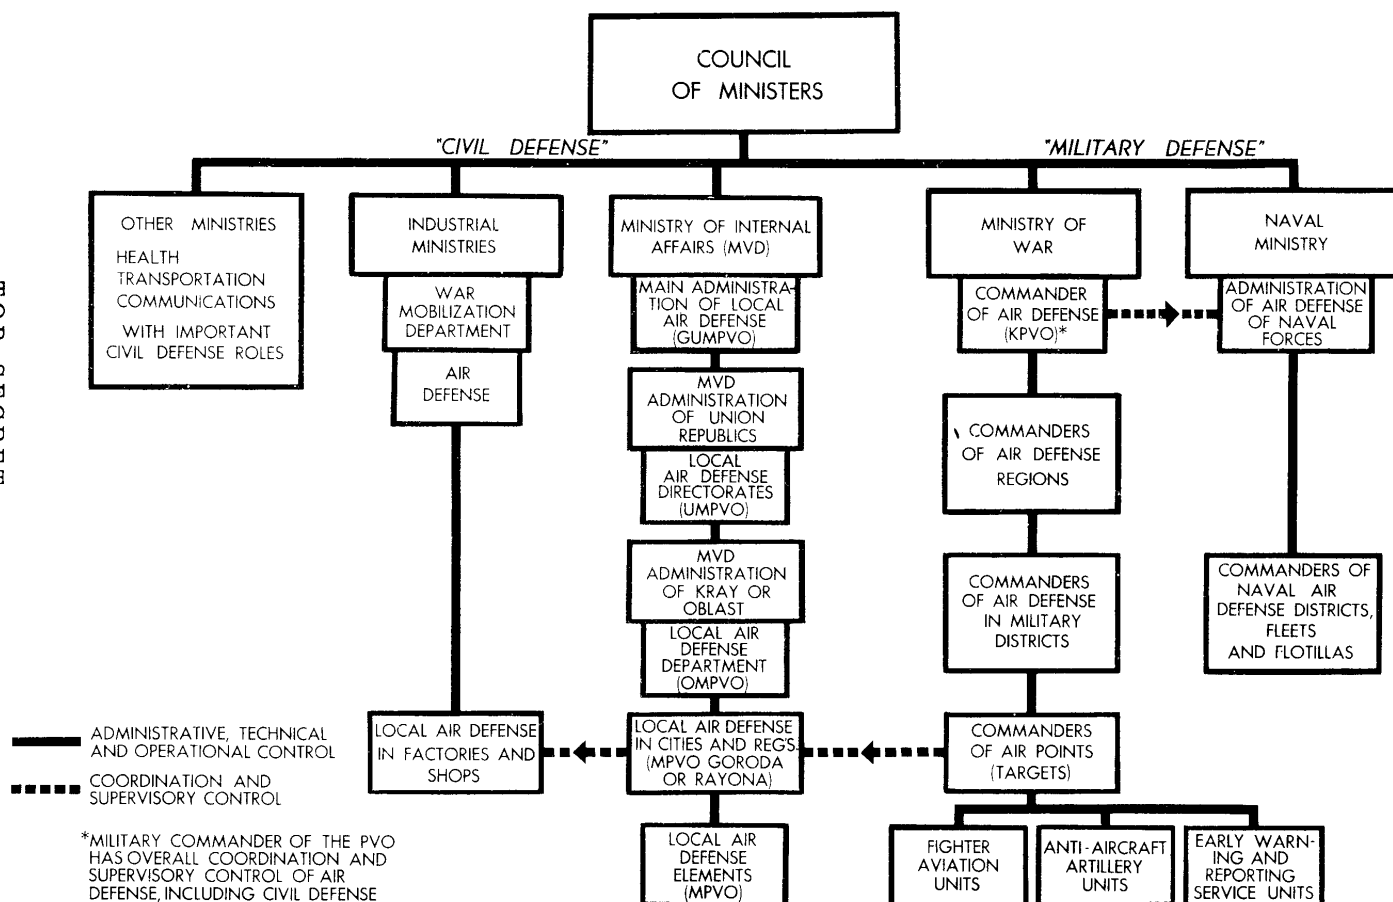 COUNCIL
OF MINISTERS
"CIVIL DEFENSE"
"MILITARY DEFENSE"
OTHER MINISTRIES
HEALTH
TRANSPORTATION
COMMUNICATIONS
WITH IMPORTANT
CIVIL DEFENSE ROLES
INDUSTRIAL
MINISTRIES
WAR
MOBILIZATION
DEPARTMENT
AIR
DEFENSE
MINISTRY OF INTERNAL
AFFAIRS (MVD)
MAIN ADMINISTRA-
TION OF LOCAL
AIR DEFENSE
(GUMPVO)
MVD
ADMINISTRATION
OF UNION
REPUBLICS
LOCAL
AIR DEFENSE
DIRECTORATES
(UMPVO)
MVD
ADMINISTRATION
OF KRAY OR
OBLAST
LOCAL AIR
DEFENSE
DEPARTMENT
(OMPVO)
MINISTRY OF
WAR
COMMANDER
OF AIR DEFENSE
(KPVO)*
COMMANDERS
OF AIR DEFENSE
REGIONS
COMMANDERS
OF AIR DEFENSE
IN MILITARY
DISTRICTS
NAVAL
MINISTRY
ADMINISTRATION
OF AIR DEFENSE
OF NAVAL
FORCES
COMMANDERS OF
NAVAL AIR
DEFENSE DISTRICTS,
FLEETS
AND FLOTILLAS
LOCAL AIR DEFENSE
IN FACTORIES AND
SHOPS
LOCAL AIR DEFENSE
IN CITIES AND REG'S.
(MPVO GORODA
OR RAYONA)
COMMANDERS
OF AIR POINTS
(TARGETS)
LOCAL AIR
DEFENSE
ELEMENTS
(MPVO)
FIGHTER
AVIATION
UNITS
ANTI-AIRCRAFT
ARTILLERY
UNITS
EARLY WARN-
ING AND
REPORTING
SERVICE UNITS
ADMINISTRATIVE, TECHNICAL
AND OPERATIONAL CONTROL
COORDINATION AND
SUPERVISORY CONTROL
*MILITARY COMMANDER OF THE PVO
HAS OVERALL COORDINATION AND
SUPERVISORY CONTROL OF AIR
DEFENSE, INCLUDING CIVIL DEFENSE